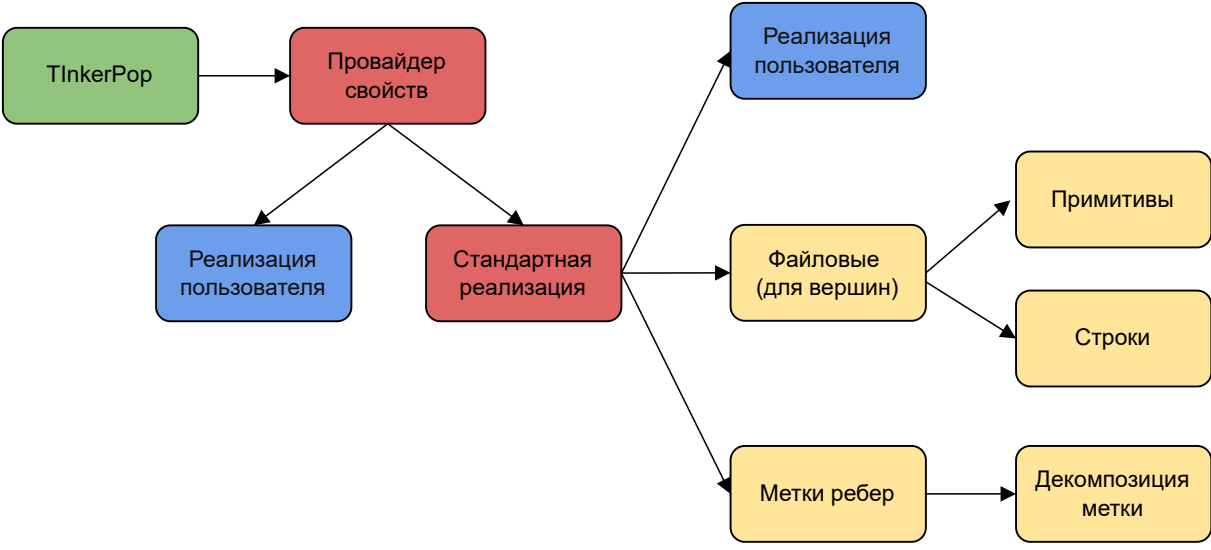 TInkerPop
Провайдер
свойств
Реализация
пользователя
Реализация
пользователя
Стандартная
реализация
Файловые
(для вершин)
Примитивы
Строки
Метки ребер
Декомпозиция
метки